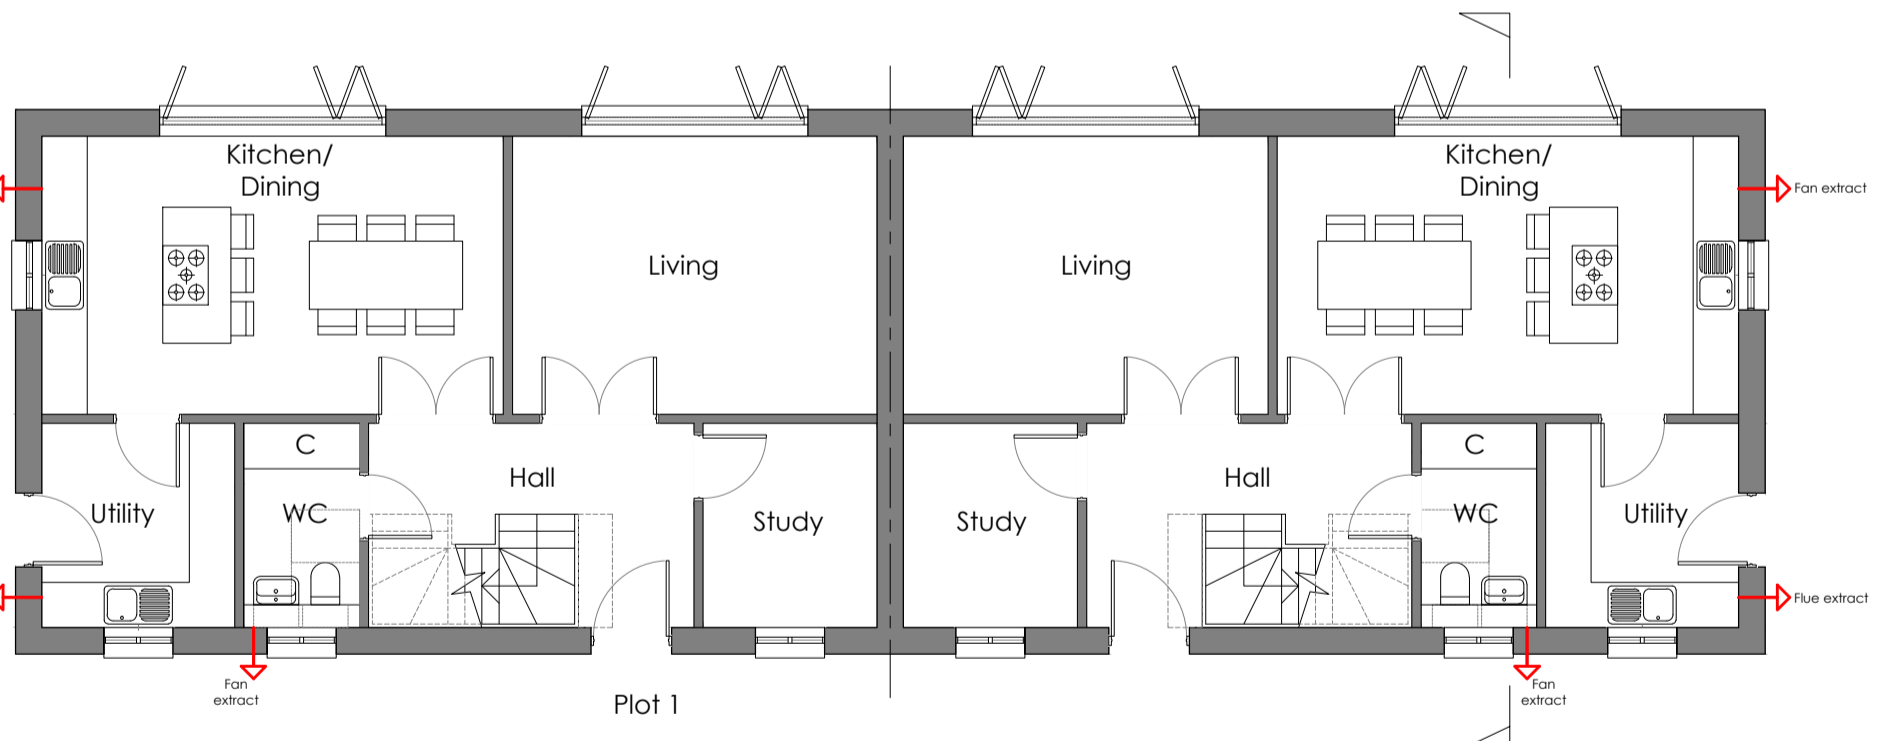 Kitchen/
Dining
Kitchen/
Dining
Fan extract
Living
Living
C
Hall
Hall
C
Utility
WC
Study
Study
WC
Utility
Flue extract
Fan
extract
Plot 1
Fan
extract